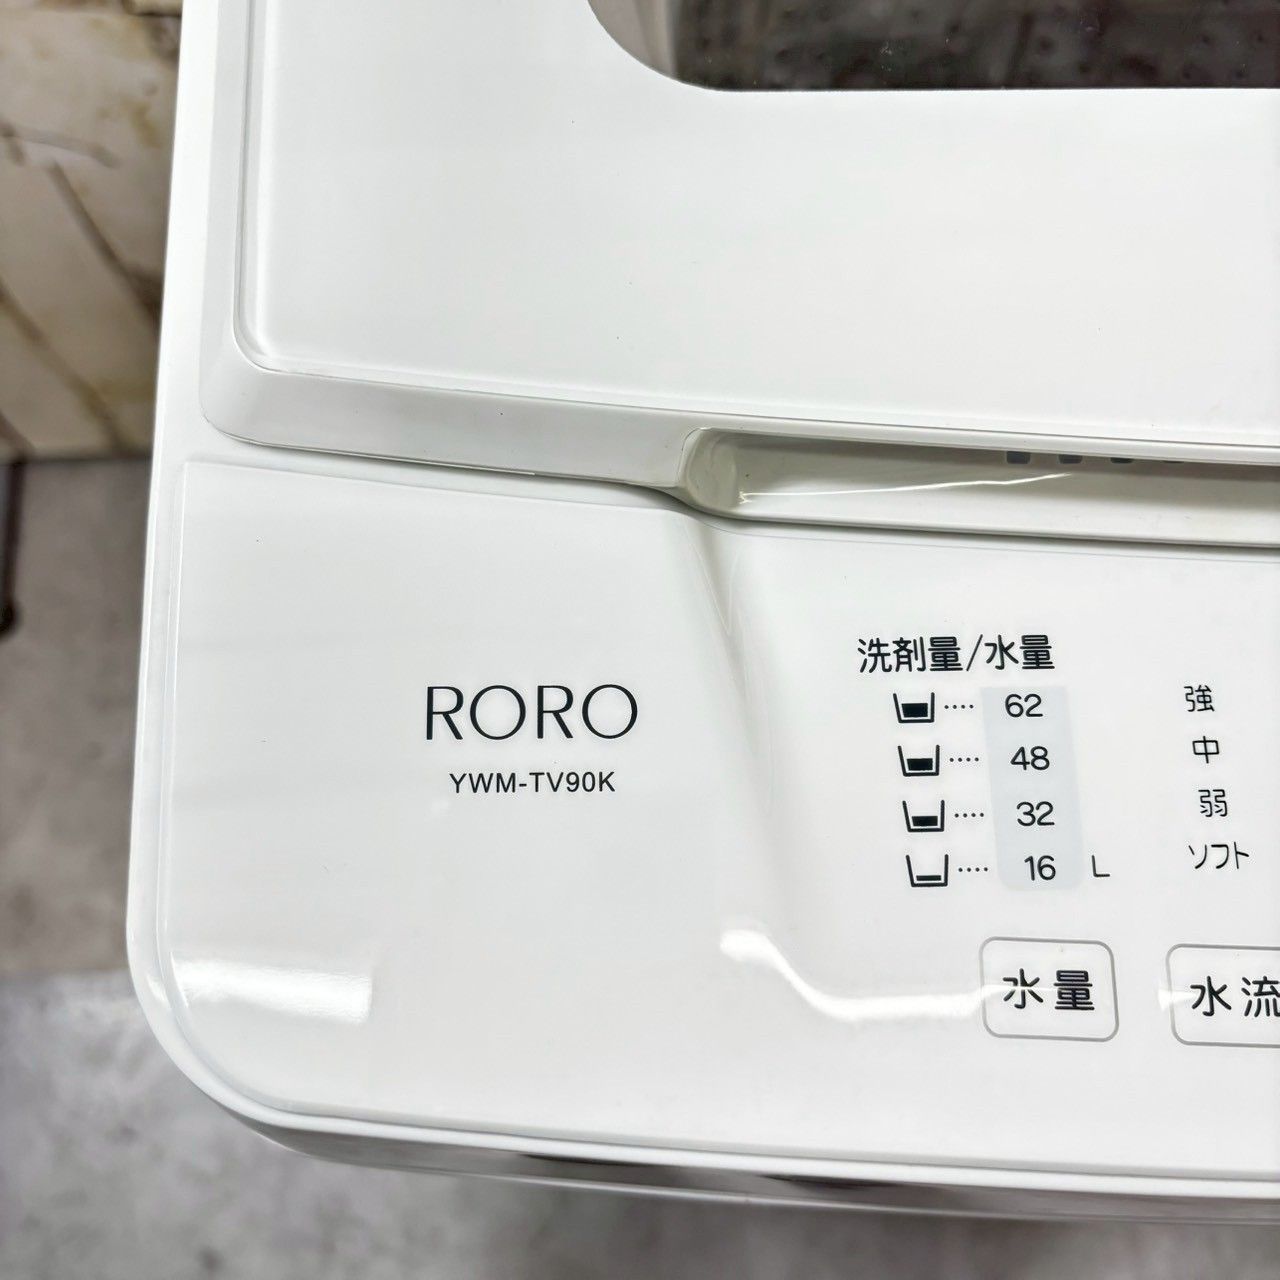 RORO
YWM-TV90K
洗剤量/水量
62
48
32
16 L
強
中
弱
ソフト
水量
水流